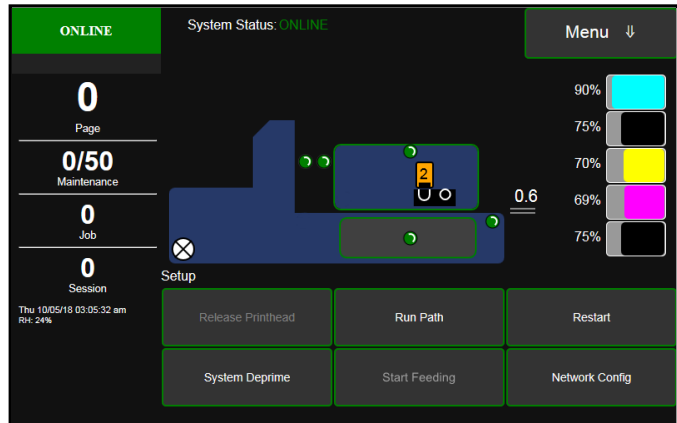 ONLINE
System Status: ONLINE
Menu ⇓
0
Page
0/50
Maintenance
0
Job
0
Session
Thu 10/05/18 03:05:32 am
RH: 24%
2
0.6
90%
75%
70%
69%
75%
Setup
Release Printhead
Run Path
Restart
System Deprime
Start Feeding
Network Config